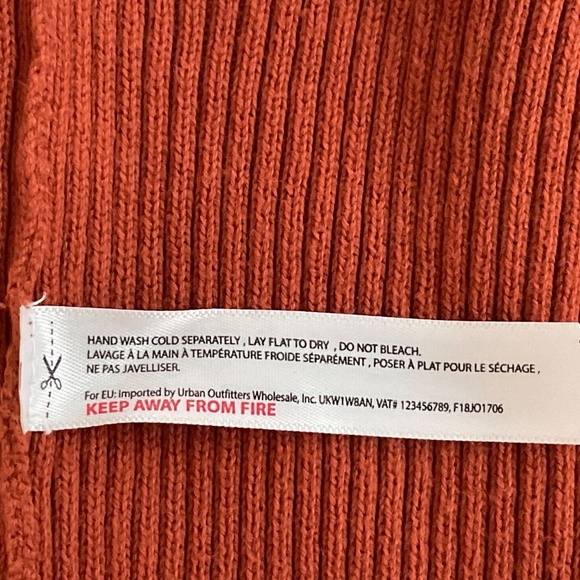 HAND WASH COLD SEPARATELY , LAY FLAT TO DRY , DO NOT BLEACH.
LAVAGE À LA MAIN À TEMPÉRATURE FROIDE SÉPARÉMENT , POSER À PLAT POUR LE SÉCHAGE ,
NE PAS JAVELLISER.
For EU: Imported by Urban Outfitters Wholesale, Inc. UKW1W8AN, VAT# 123456789, F18JO1706
KEEP AWAY FROM FIRE